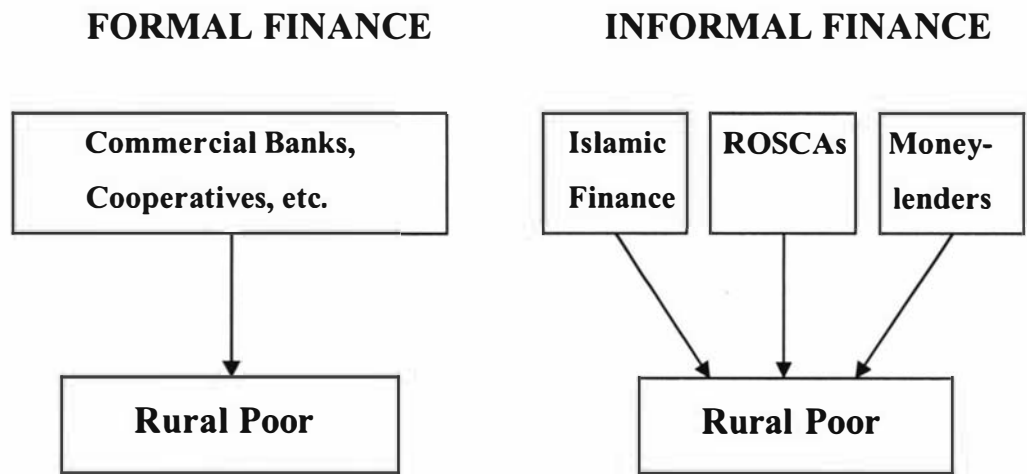 FORMAL FINANCE
INFORMAL FINANCE
Commercial Banks,
Cooperatives, etc.
Islamic
Finance
ROSCAs
Money-
lenders
Rural Poor
Rural Poor